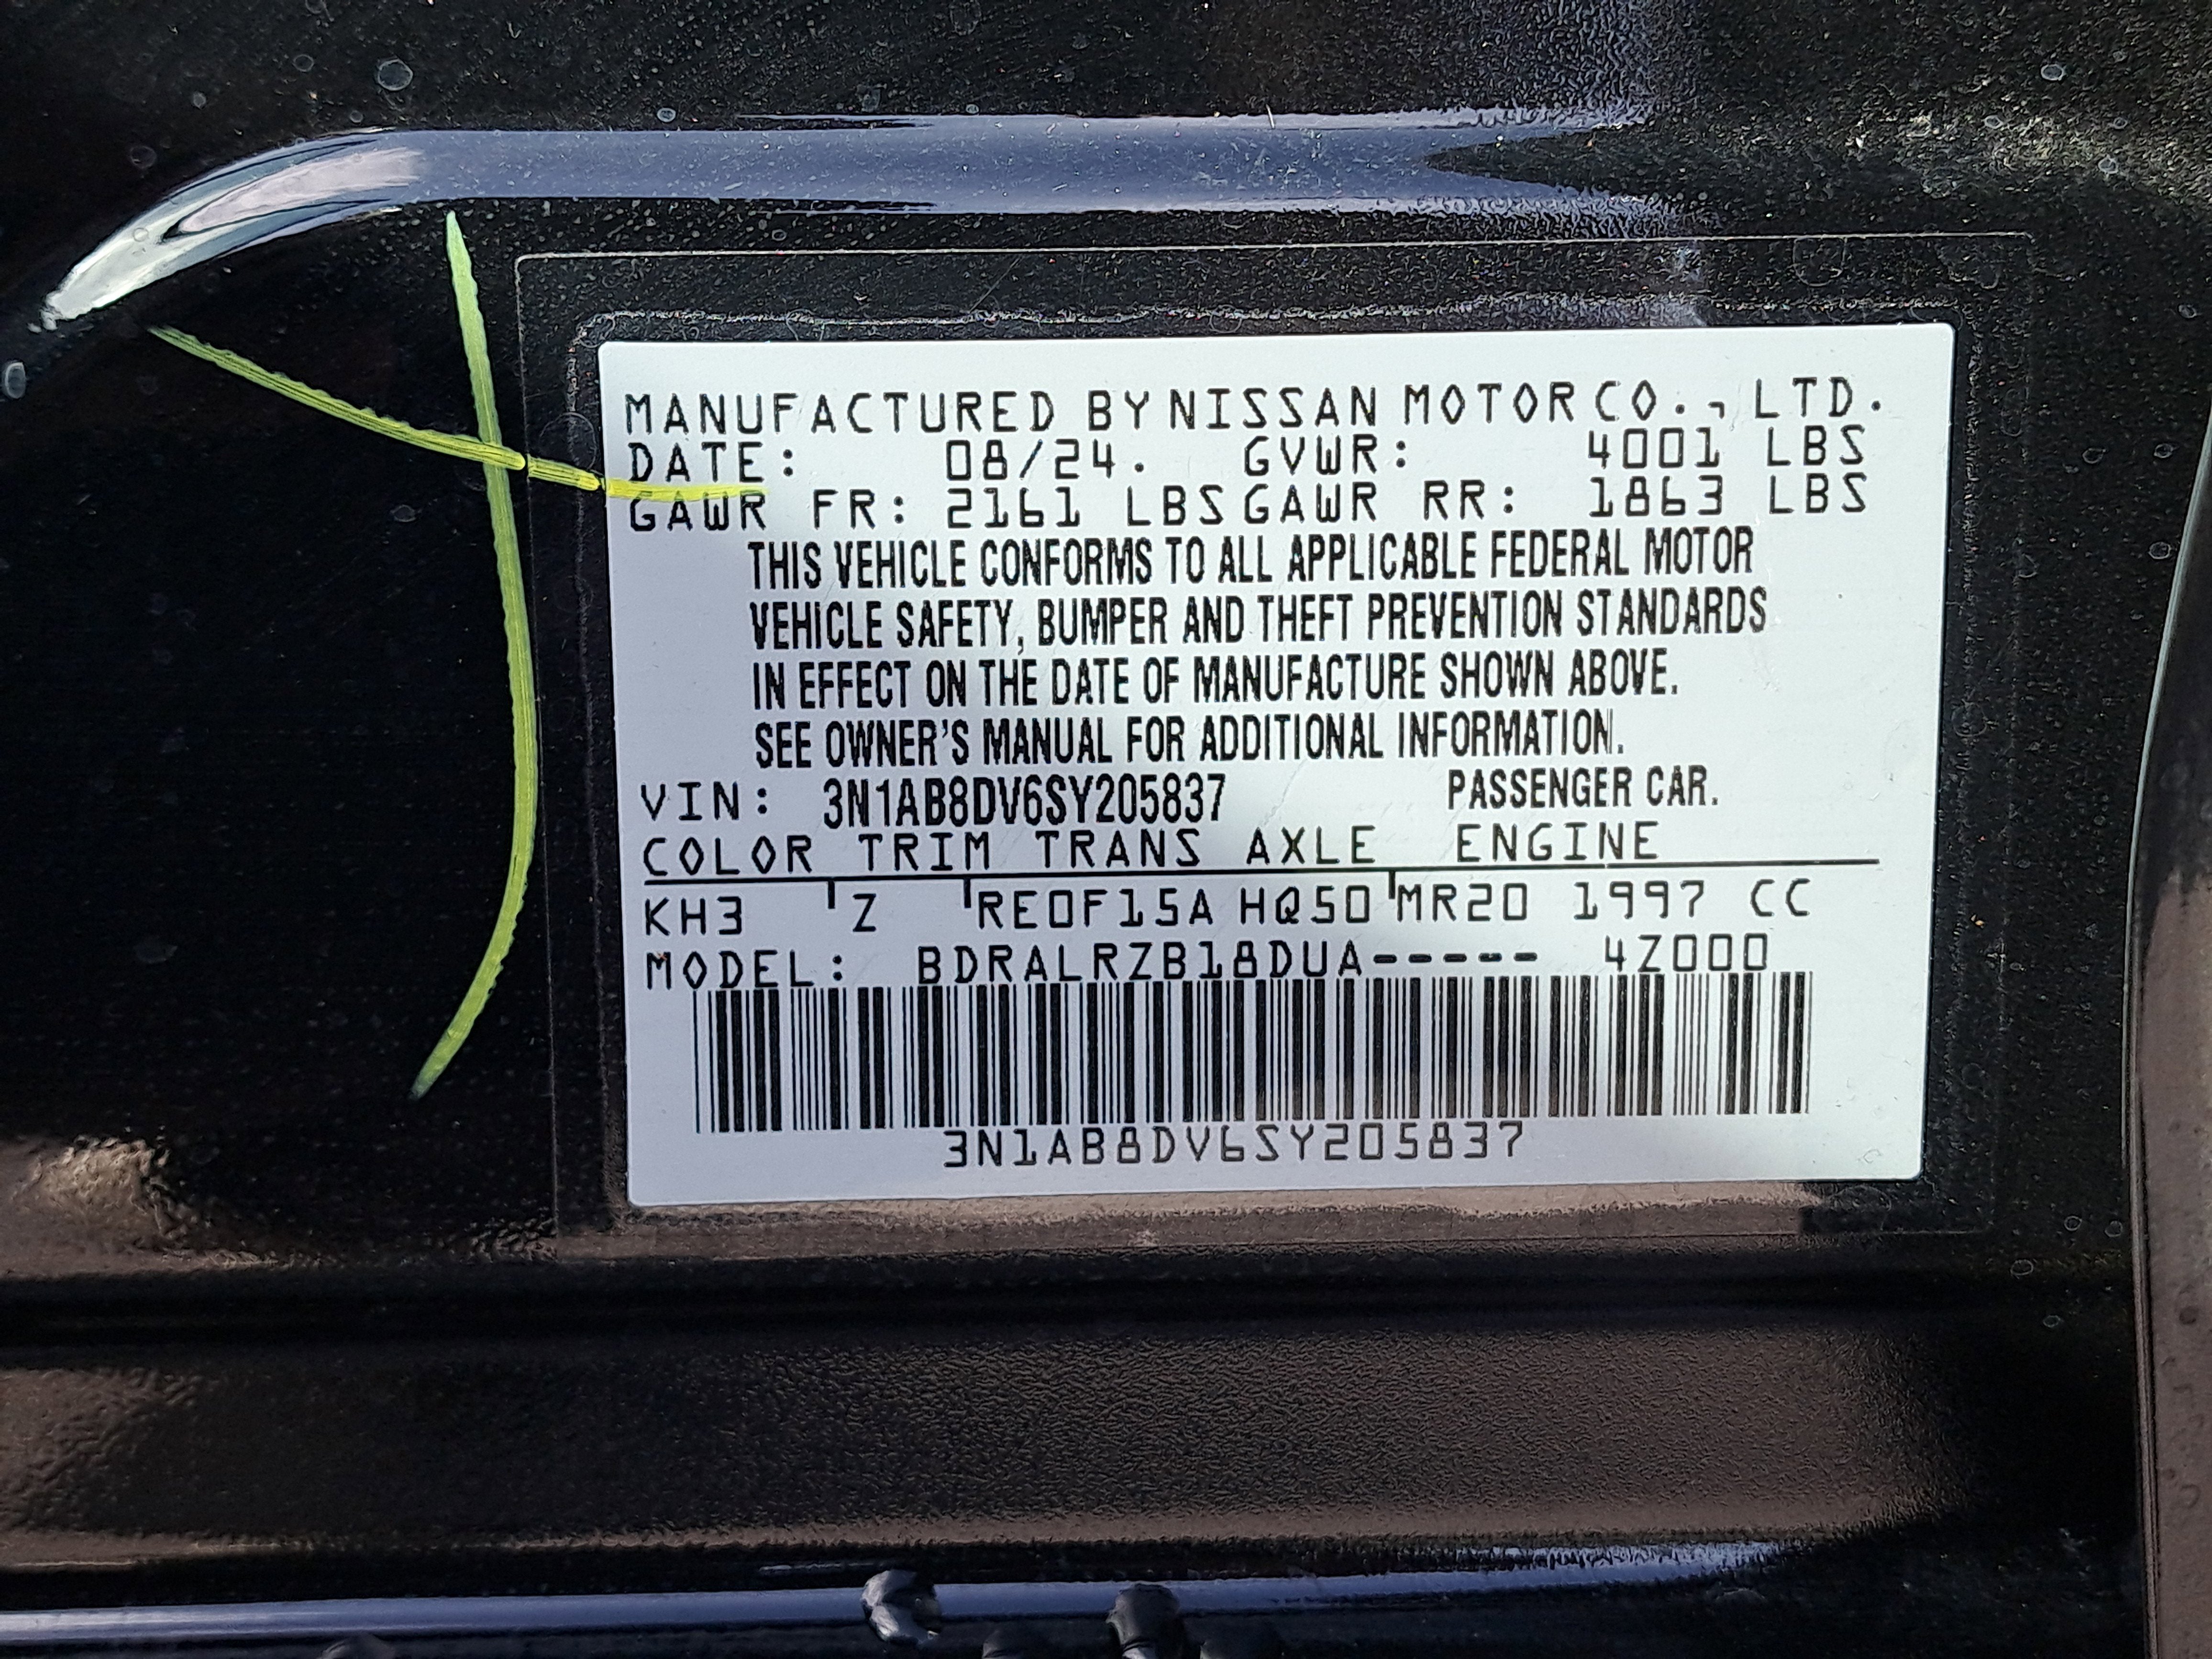 MANUFACTURED BY NISSAN MOTOR CO., LTD.
DATE: 08/24. GVWR: 4001 LBS
GAWR FR: 2161 LBS GAWR RR: 1863 LBS
THIS VEHICLE CONFORMS TO ALL APPLICABLE FEDERAL MOTOR
VEHICLE SAFETY, BUMPER AND THEFT PREVENTION STANDARDS
IN EFFECT ON THE DATE OF MANUFACTURE SHOWN ABOVE.
SEE OWNER'S MANUAL FOR ADDITIONAL INFORMATION.
VIN: 3N1AB8DV6SY205837 PASSENGER CAR.
COLOR TRIM TRANS AXLE ENGINE
KH3 Z RE0F15A HQ50 MR20 1997 CC
MODEL: BDRALRZB18DUA----- 4Z000
3N1AB8DV6SY205837